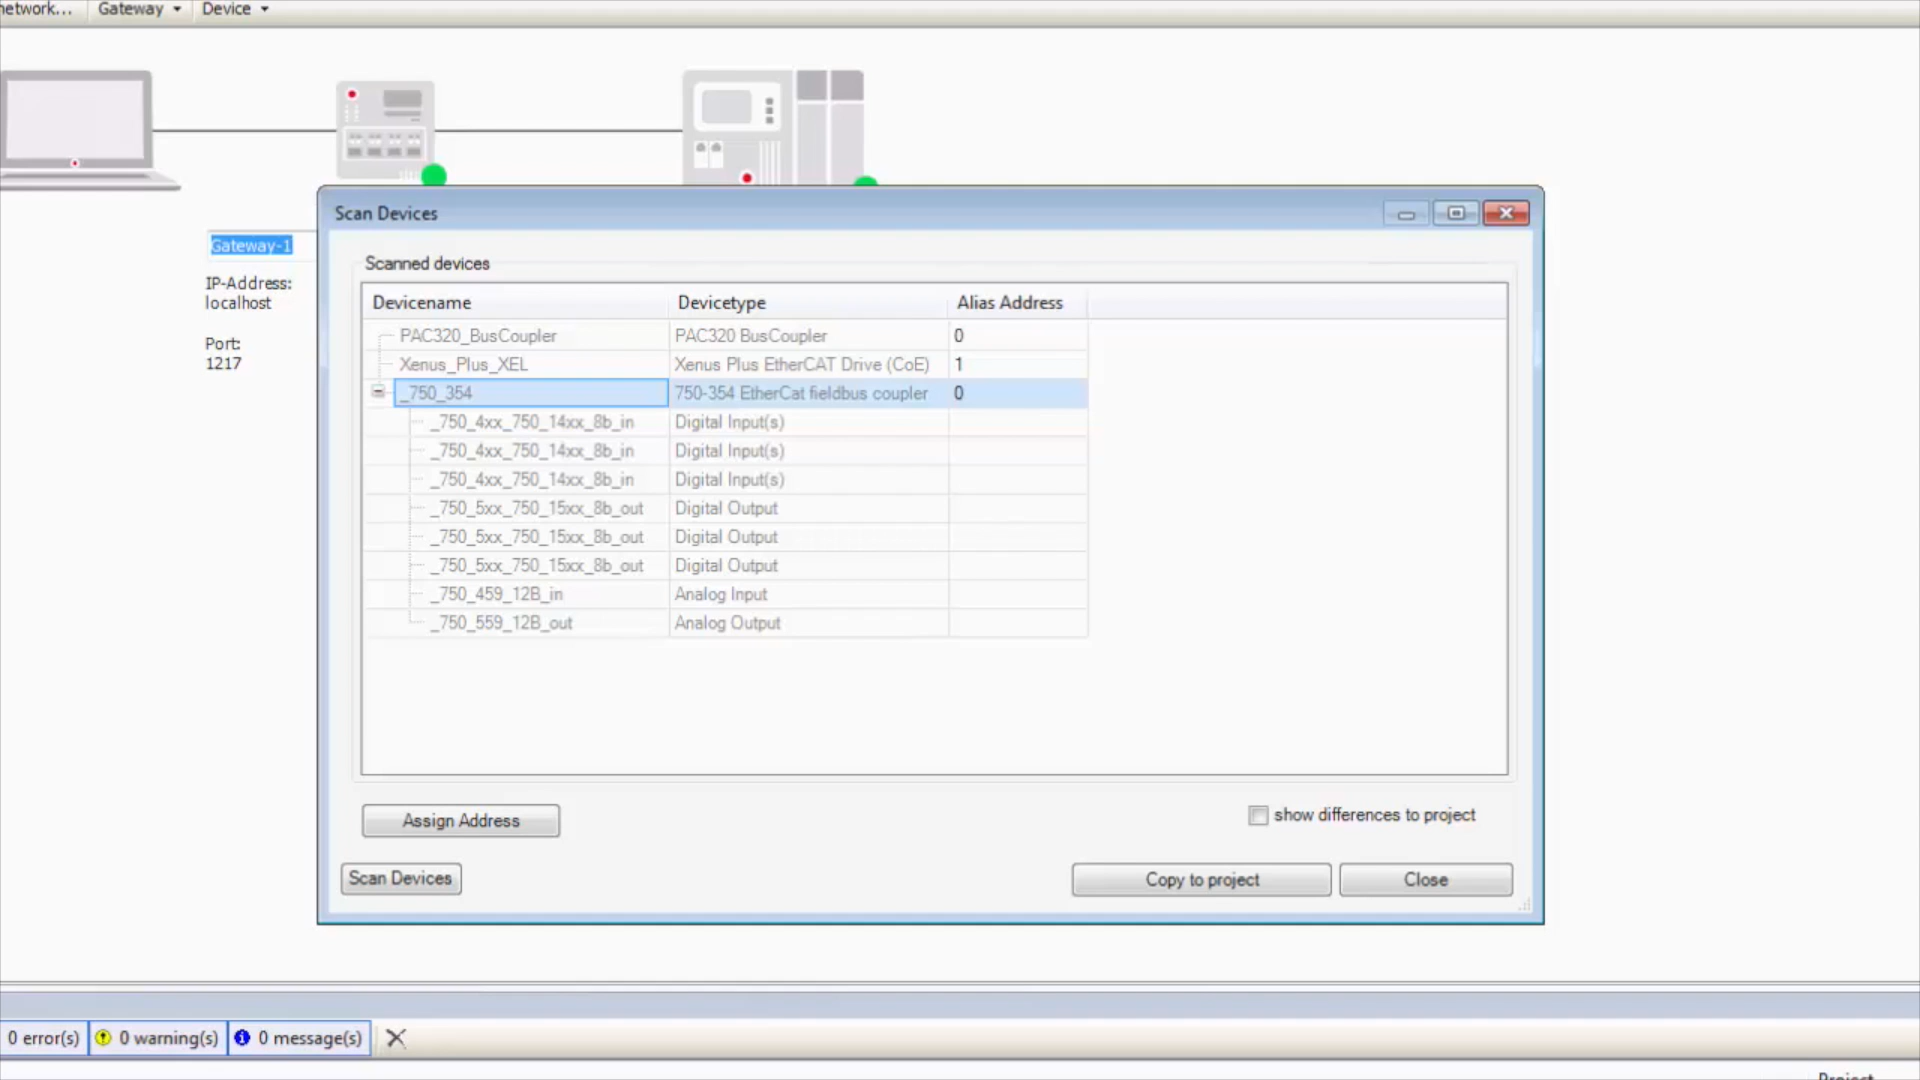 Gateway
Device
Scan Devices
Gateway-1
IP-Address:
localhost
Port:
1217
Scanned devices
Devicename Devicetype Alias Address
PAC320_BusCoupler PAC320 BusCoupler 0
Xenus_Plus_XEL Xenus Plus EtherCAT Drive (CoE) 1
_750_354 750-354 EtherCat fieldbus coupler 0
_750_4xx_750_14xx_8b_in Digital Input(s)
_750_4xx_750_14xx_8b_in Digital Input(s)
_750_4xx_750_14xx_8b_in Digital Input(s)
_750_5xx_750_15xx_8b_out Digital Output
_750_5xx_750_15xx_8b_out Digital Output
_750_5xx_750_15xx_8b_out Digital Output
_750_459_12B_in Analog Input
_750_559_12B_out Analog Output
Assign Address
show differences to project
Scan Devices
Copy to project
Close
0 error(s) 0 warning(s) 0 message(s)